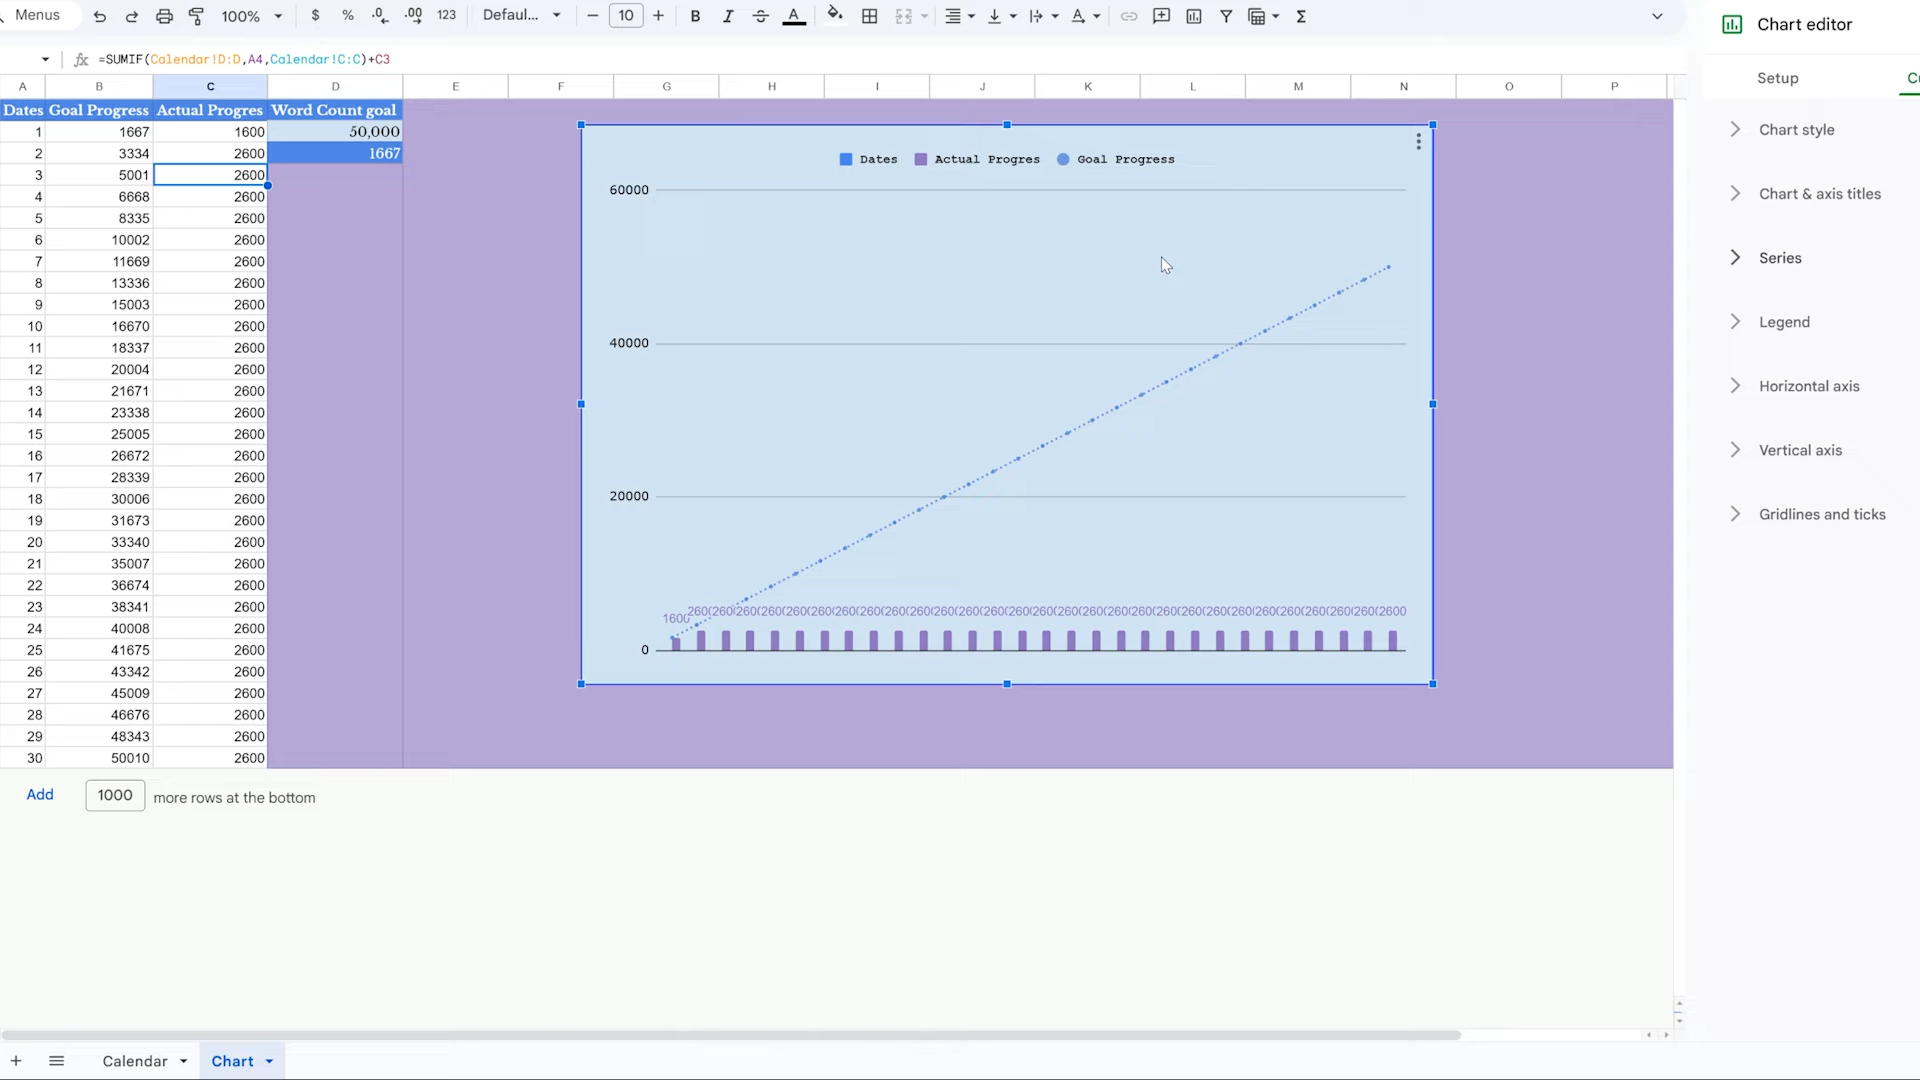 Menus 100% $ % .0 .00 123 Defaul... 10 B I A Σ
Chart editor
fx =SUMIF(Calendar!D:D,A4,Calendar!C:C)+C3
Setup Cu
A B C D E F G H I J K L M N O P
Dates Goal Progress Actual Progres Word Count goal
1 1667 1600 50,000
2 3334 2600 1667
3 5001 2600
4 6668 2600
5 8335 2600
6 10002 2600
7 11669 2600
8 13336 2600
9 15003 2600
10 16670 2600
11 18337 2600
12 20004 2600
13 21671 2600
14 23338 2600
15 25005 2600
16 26672 2600
17 28339 2600
18 30006 2600
19 31673 2600
20 33340 2600
21 35007 2600
22 36674 2600
23 38341 2600
24 40008 2600
25 41675 2600
26 43342 2600
27 45009 2600
28 46676 2600
29 48343 2600
30 50010 2600
Dates Actual Progres Goal Progress
60000
40000
20000
1600 2600
0
Chart style
Chart & axis titles
Series
Legend
Horizontal axis
Vertical axis
Gridlines and ticks
Add 1000 more rows at the bottom
Calendar Chart